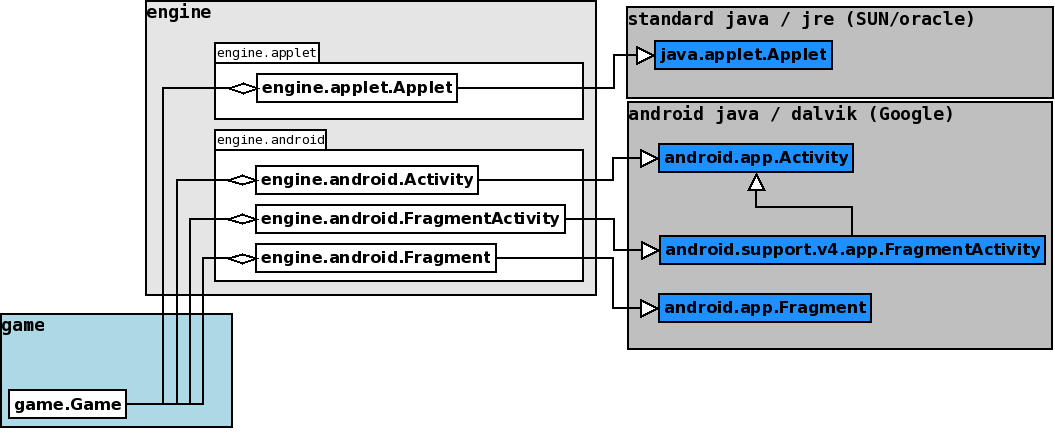 engine
engine.applet
engine.applet.Applet
engine.android
engine.android.Activity
engine.android.FragmentActivity
engine.android.Fragment
standard java / jre (SUN/oracle)
java.applet.Applet
android java / dalvik (Google)
android.app.Activity
android.support.v4.app.FragmentActivity
android.app.Fragment
game
game.Game